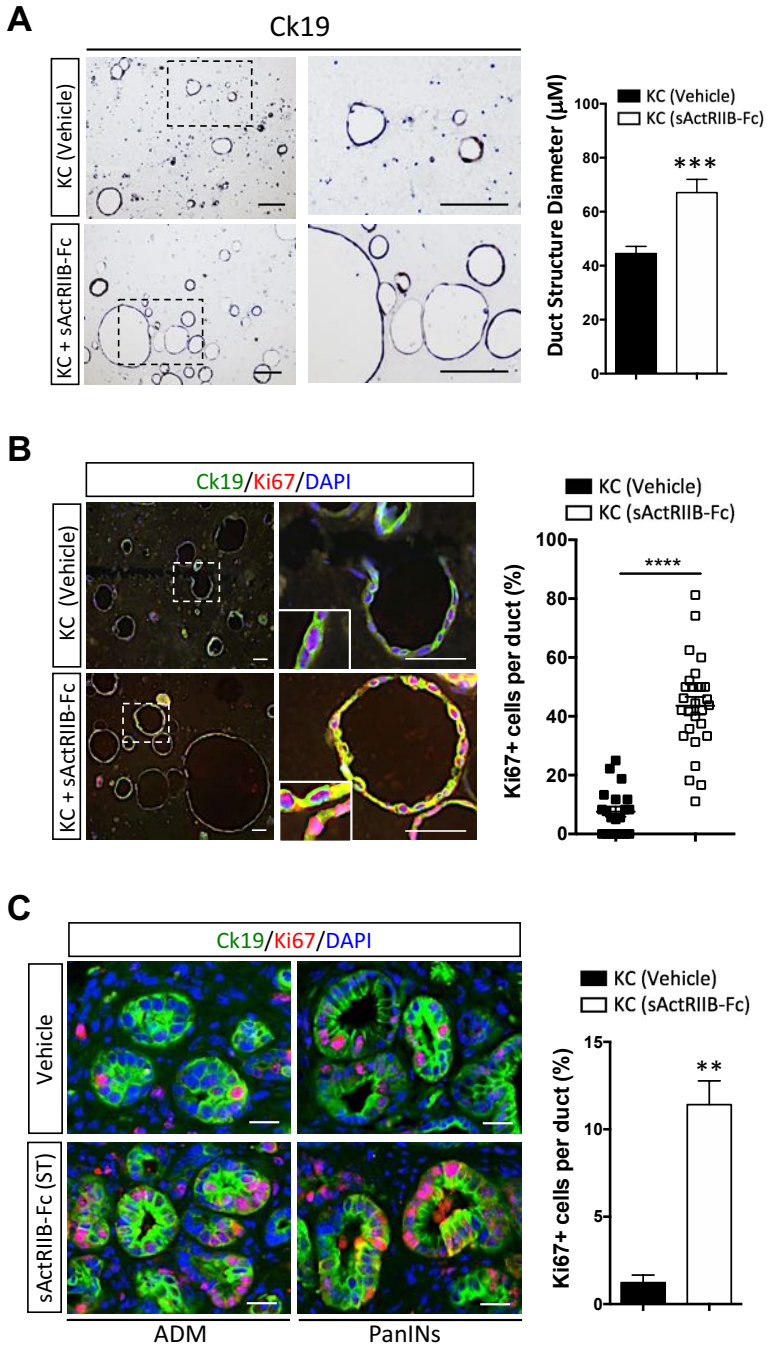 A
Ck19
KC (Vehicle)
KC + sActRIIB-Fc
Duct Structure Diameter (µM)
100
80
60
40
20
0
KC (Vehicle)
KC (sActRIIB-Fc)
***
B
Ck19/Ki67/DAPI
KC (Vehicle)
KC + sActRIIB-Fc
KC (Vehicle)
KC (sActRIIB-Fc)
Ki67+ cells per duct (%)
100
80
60
40
20
0
****
C
Ck19/Ki67/DAPI
Vehicle
sActRIIB-Fc (ST)
ADM
PanINs
KC (Vehicle)
KC (sActRIIB-Fc)
Ki67+ cells per duct (%)
15
10
5
0
**